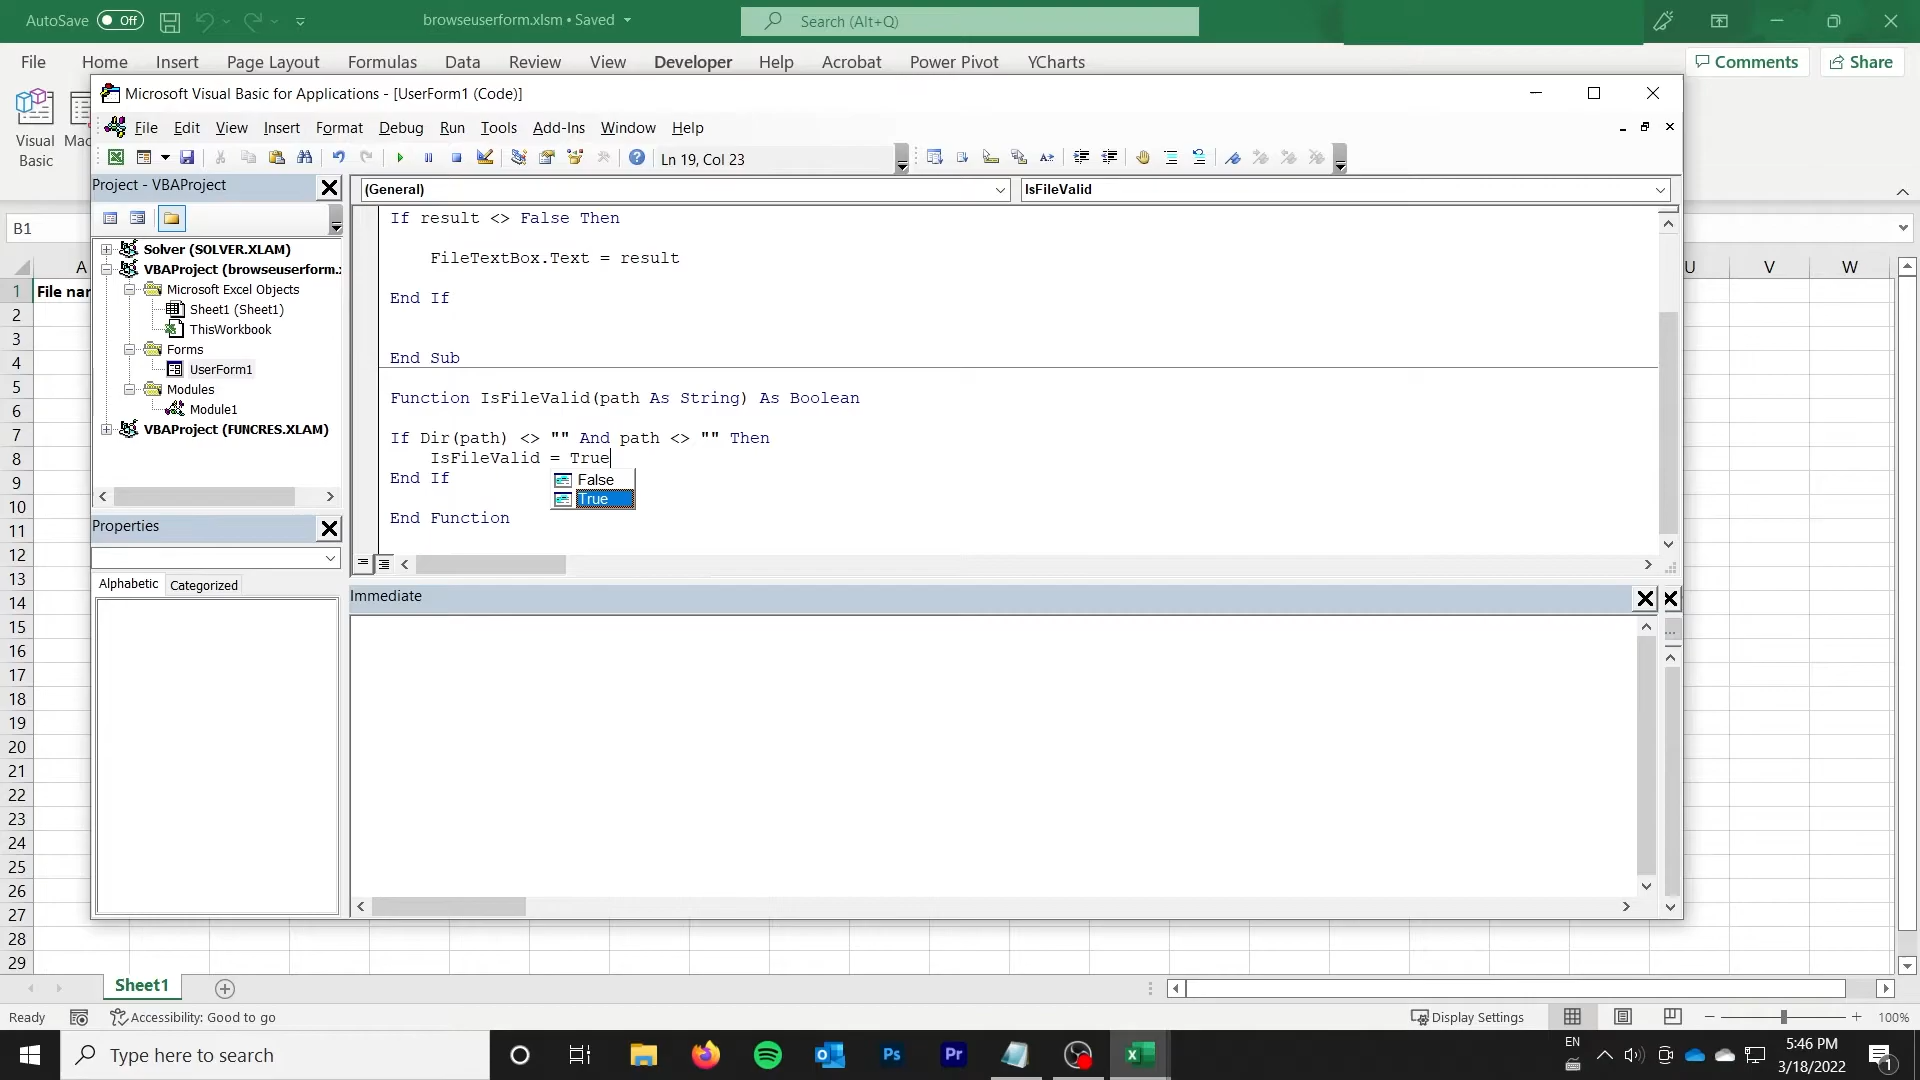 AutoSave Off browseuserform.xlsm • Saved Search (Alt+Q)
File Home Insert Page Layout Formulas Data Review View Developer Help Acrobat Power Pivot YCharts Comments Share
Visual Basic
Mac
Microsoft Visual Basic for Applications - [UserForm1 (Code)]
File Edit View Insert Format Debug Run Tools Add-Ins Window Help
Ln 19, Col 23
Project - VBAProject
(General) IsFileValid
Solver (SOLVER.XLAM)
VBAProject (browseuserform.
Microsoft Excel Objects
Sheet1 (Sheet1)
ThisWorkbook
Forms
UserForm1
Modules
Module1
VBAProject (FUNCRES.XLAM)
If result <> False Then
FileTextBox.Text = result
End If
End Sub
Function IsFileValid(path As String) As Boolean
If Dir(path) <> "" And path <> "" Then
IsFileValid = True
End If
False
True
End Function
Properties
Alphabetic Categorized
Immediate
B1
A U V W
1 File nar
2
3
4
5
6
7
8
9
10
11
12
13
14
15
16
17
18
19
20
21
22
23
24
25
26
27
28
29
Sheet1
Ready Accessibility: Good to go Display Settings 100%
Type here to search
Ps Pr
EN
5:46 PM
3/18/2022
1